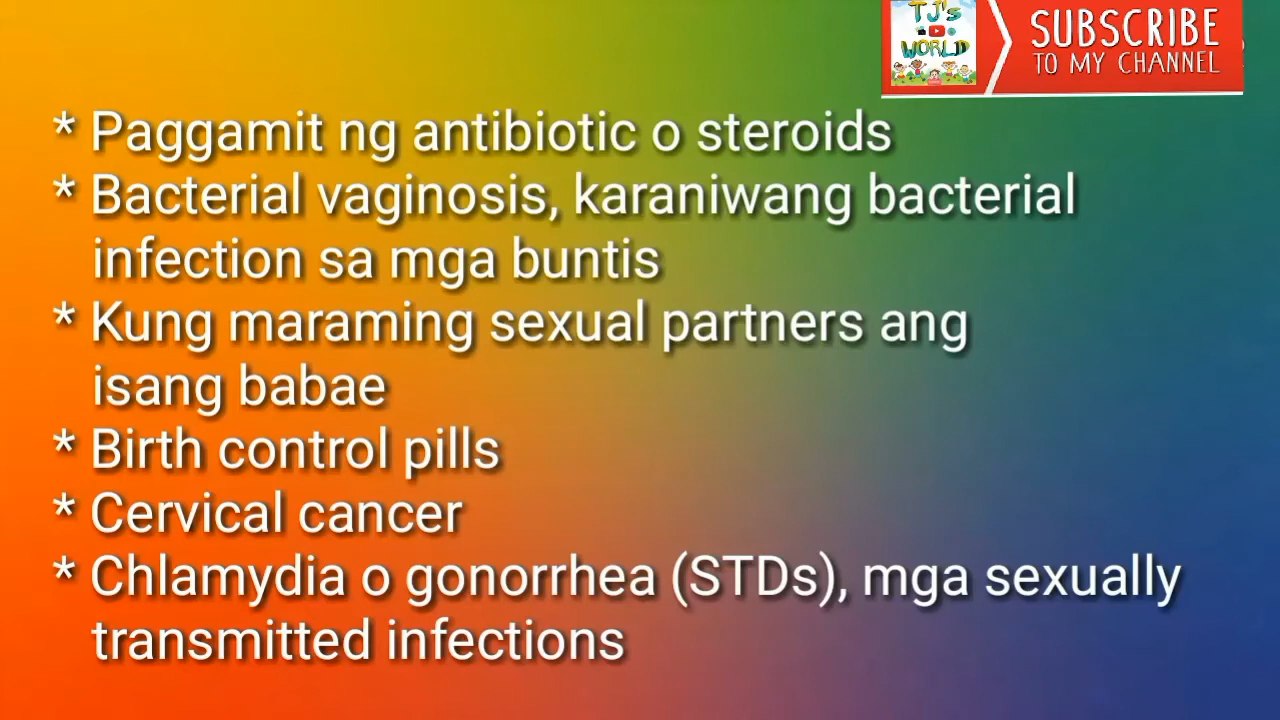 TJ's
WORLD
SUBSCRIBE
TO MY CHANNEL
* Paggamit ng antibiotic o steroids
* Bacterial vaginosis, karaniwang bacterial
infection sa mga buntis
* Kung maraming sexual partners ang
isang babae
* Birth control pills
* Cervical cancer
* Chlamydia o gonorrhea (STDs), mga sexually
transmitted infections